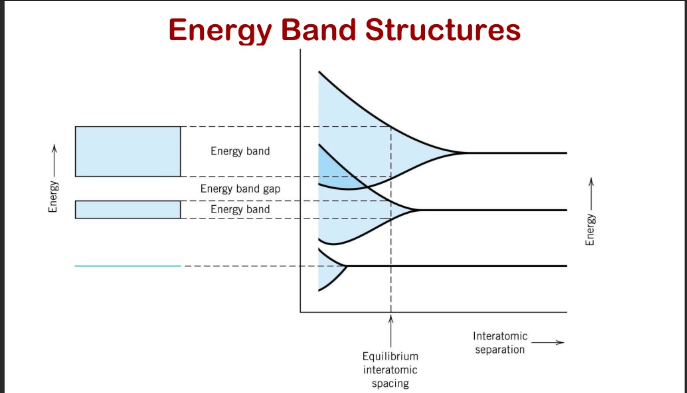 Energy Band Structures
Energy
Energy band
Energy band gap
Energy band
Energy
Interatomic
separation
Equilibrium
interatomic
spacing